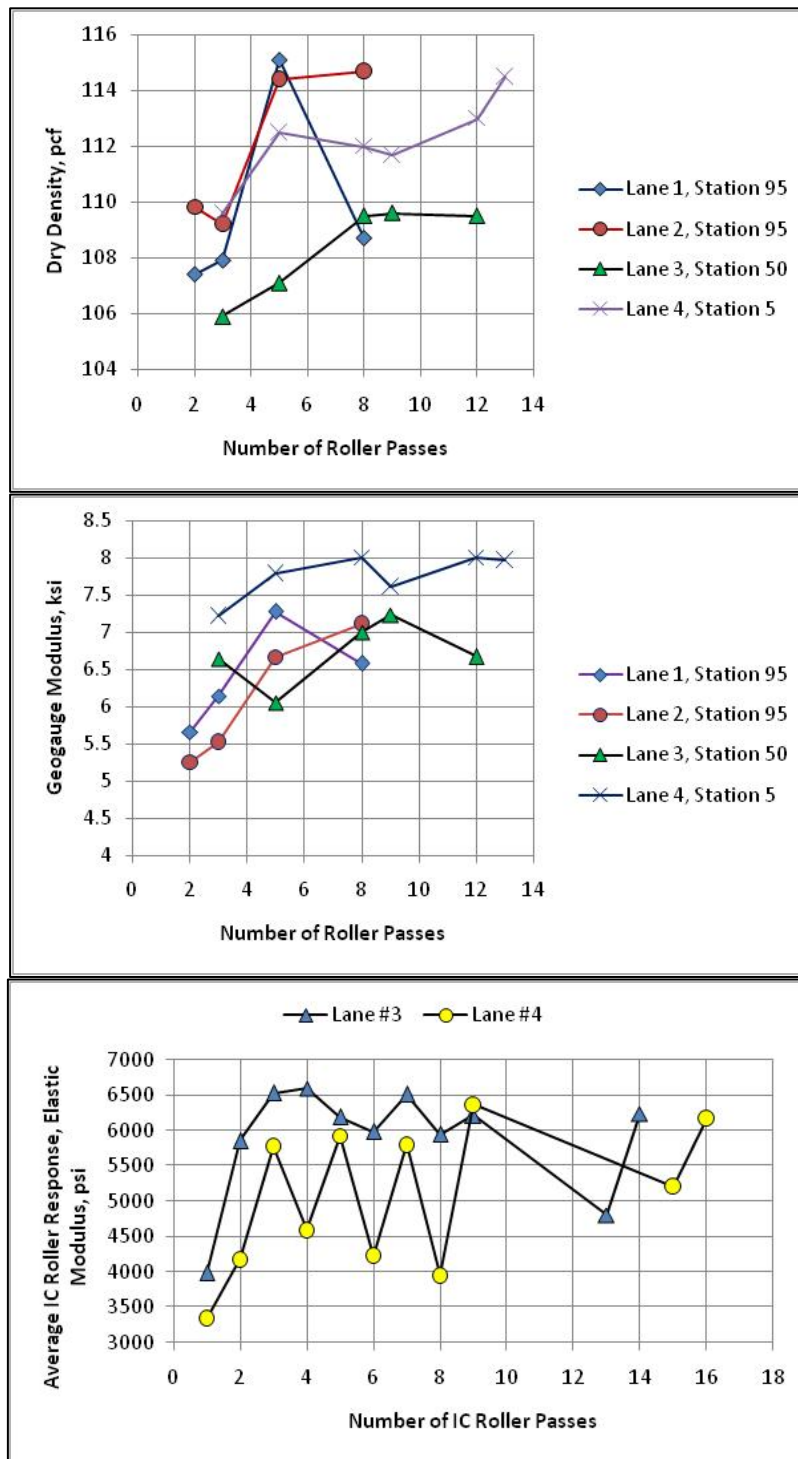 116
114
112
110
108
106
104
Dry Density, pcf
0 2 4 6 8 10 12 14
Number of Roller Passes
Lane 1, Station 95
Lane 2, Station 95
Lane 3, Station 50
Lane 4, Station 5
8.5
8
7.5
7
6.5
6
5.5
5
4.5
4
Geogauge Modulus, ksi
0 2 4 6 8 10 12 14
Number of Roller Passes
Lane 1, Station 95
Lane 2, Station 95
Lane 3, Station 50
Lane 4, Station 5
Lane #3 Lane #4
7000
6500
6000
5500
5000
4500
4000
3500
3000
Average IC Roller Response, Elastic
Modulus, psi
0 2 4 6 8 10 12 14 16 18
Number of IC Roller Passes